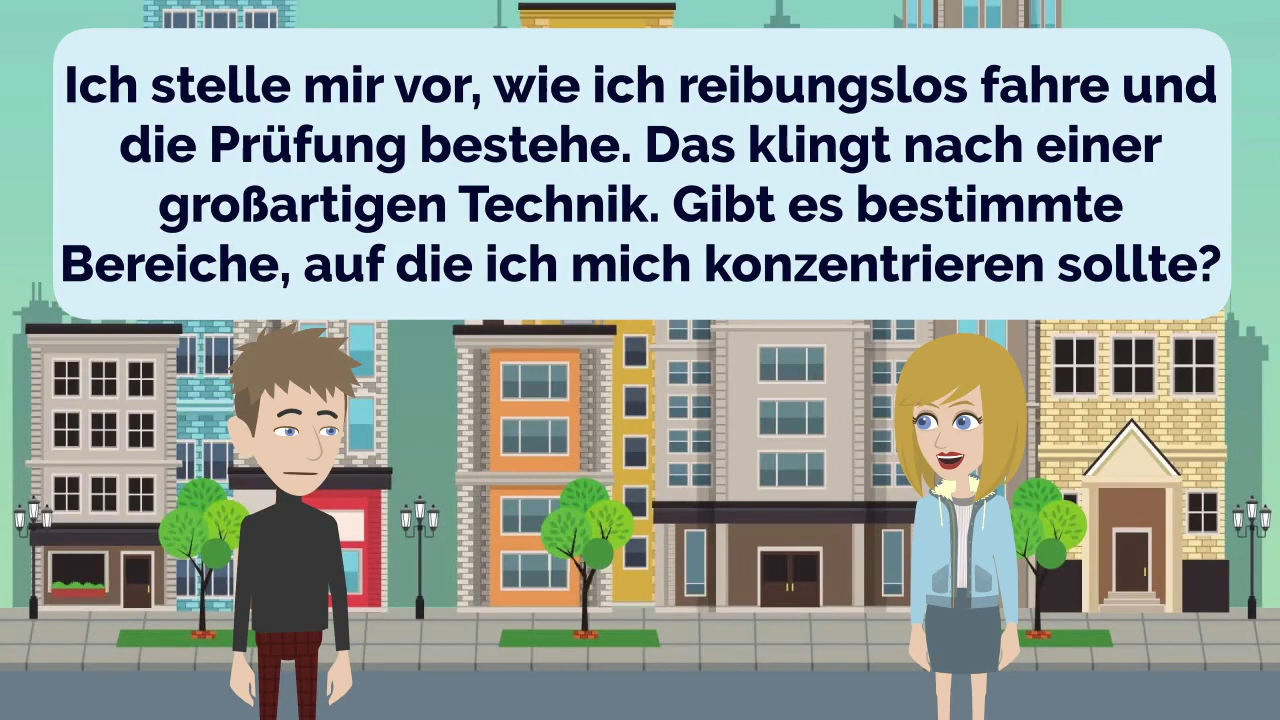 Ich stelle mir vor, wie ich reibungslos fahre und
die Prüfung bestehe. Das klingt nach einer
großartigen Technik. Gibt es bestimmte
Bereiche, auf die ich mich konzentrieren sollte?